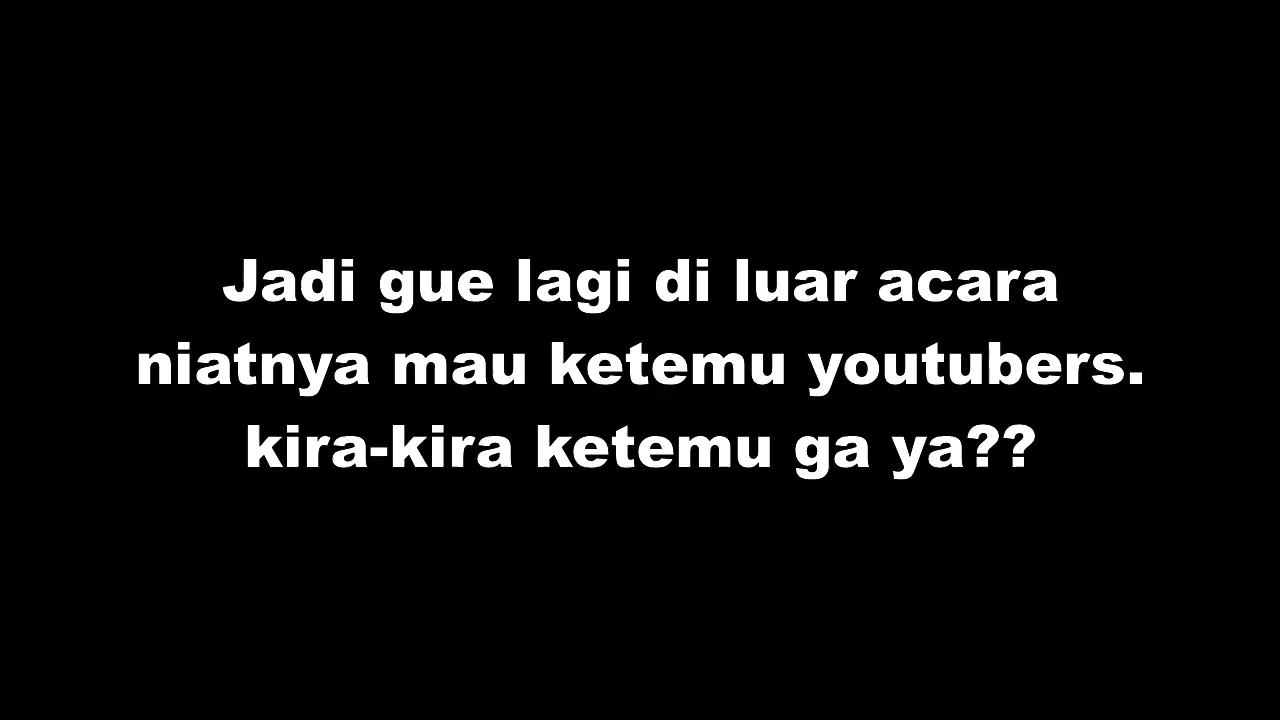 Jadi gue lagi di luar acara
niatnya mau ketemu youtubers.
kira-kira ketemu ga ya??